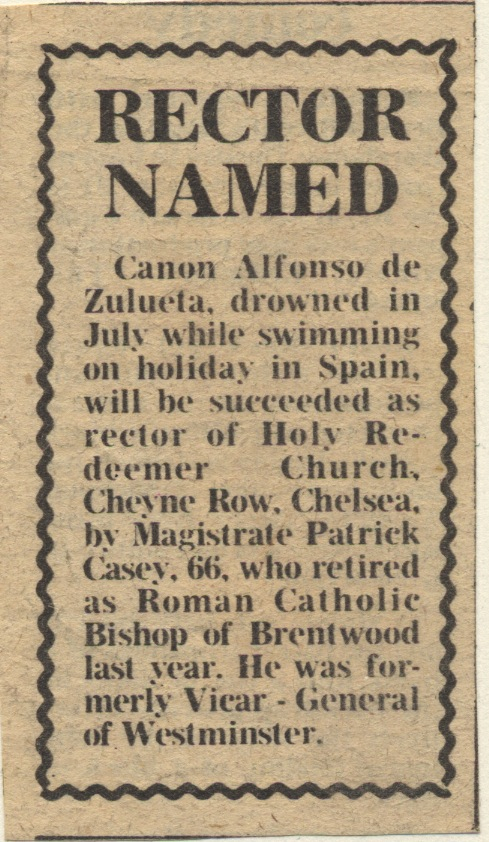 RECTOR
NAMED
Canon Alfonso de
Zulueta, drowned in
July while swimming
on holiday in Spain,
will be succeeded as
rector of Holy Re-
deemer Church,
Cheyne Row, Chelsea,
by Magistrate Patrick
Casey, 66, who retired
as Roman Catholic
Bishop of Brentwood
last year. He was for-
merly Vicar - General
of Westminster.